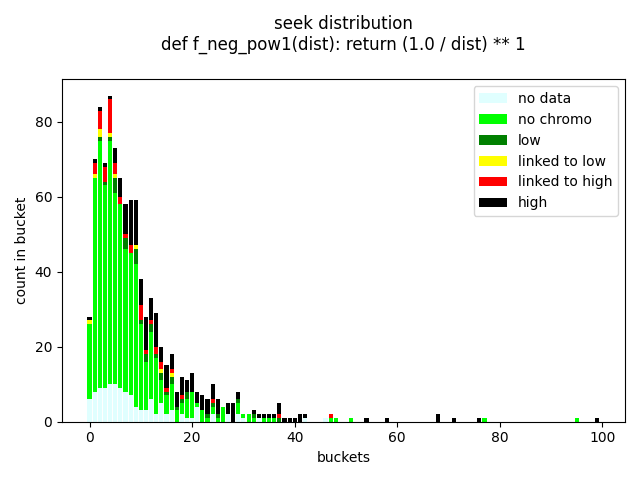 seek distribution
def f_neg_pow1(dist): return (1.0 / dist) ** 1
no data
no chromo
low
linked to low
linked to high
high
count in bucket
80
60
40
20
0
0
20
40
60
80
100
buckets